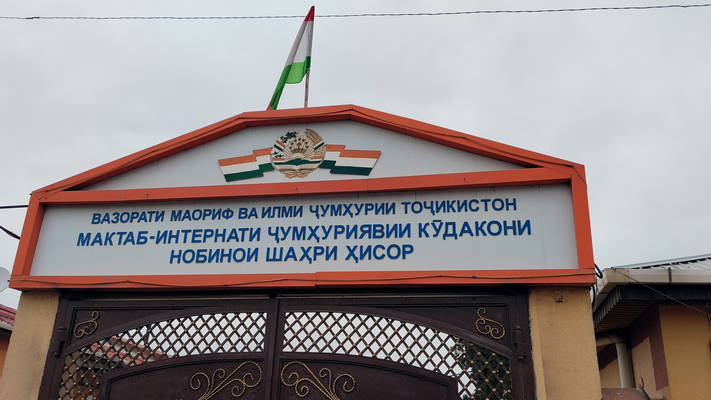 ВАЗОРАТИ МАОРИФ ВА ИЛМИ ҶУМҲУРИИ ТОҶИКИСТОН
МАКТАБ-ИНТЕРНАТИ ҶУМҲУРИЯВИИ КӮДАКОНИ
НОБИНОИ ШАҲРИ ҲИСОР